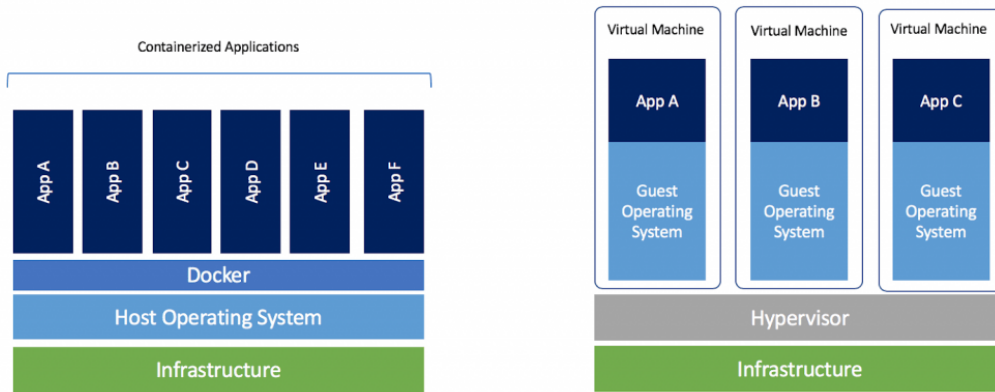 Containerized Applications
App A
App B
App C
App D
App E
App F
Docker
Host Operating System
Infrastructure
Virtual Machine
App A
Guest
Operating
System
Virtual Machine
App B
Guest
Operating
System
Virtual Machine
App C
Guest
Operating
System
Hypervisor
Infrastructure